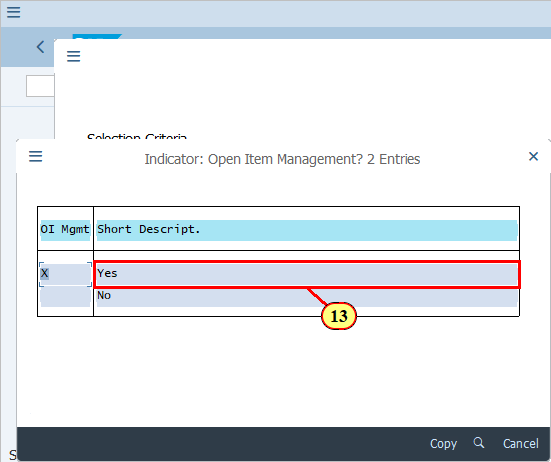 Selection Criteria
Indicator: Open Item Management? 2 Entries
OI Mgmt Short Descript.
X Yes
No
13
Copy Cancel